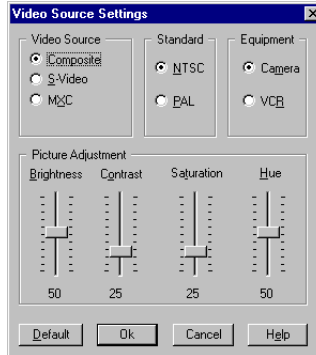 Video Source Settings
Video Source Standard Equipment
Composite
S-Video
MXC
NTSC
PAL
Camera
VCR
Picture Adjustment
Brightness Contrast Saturation Hue
50 25 25 50
Default Ok Cancel Help